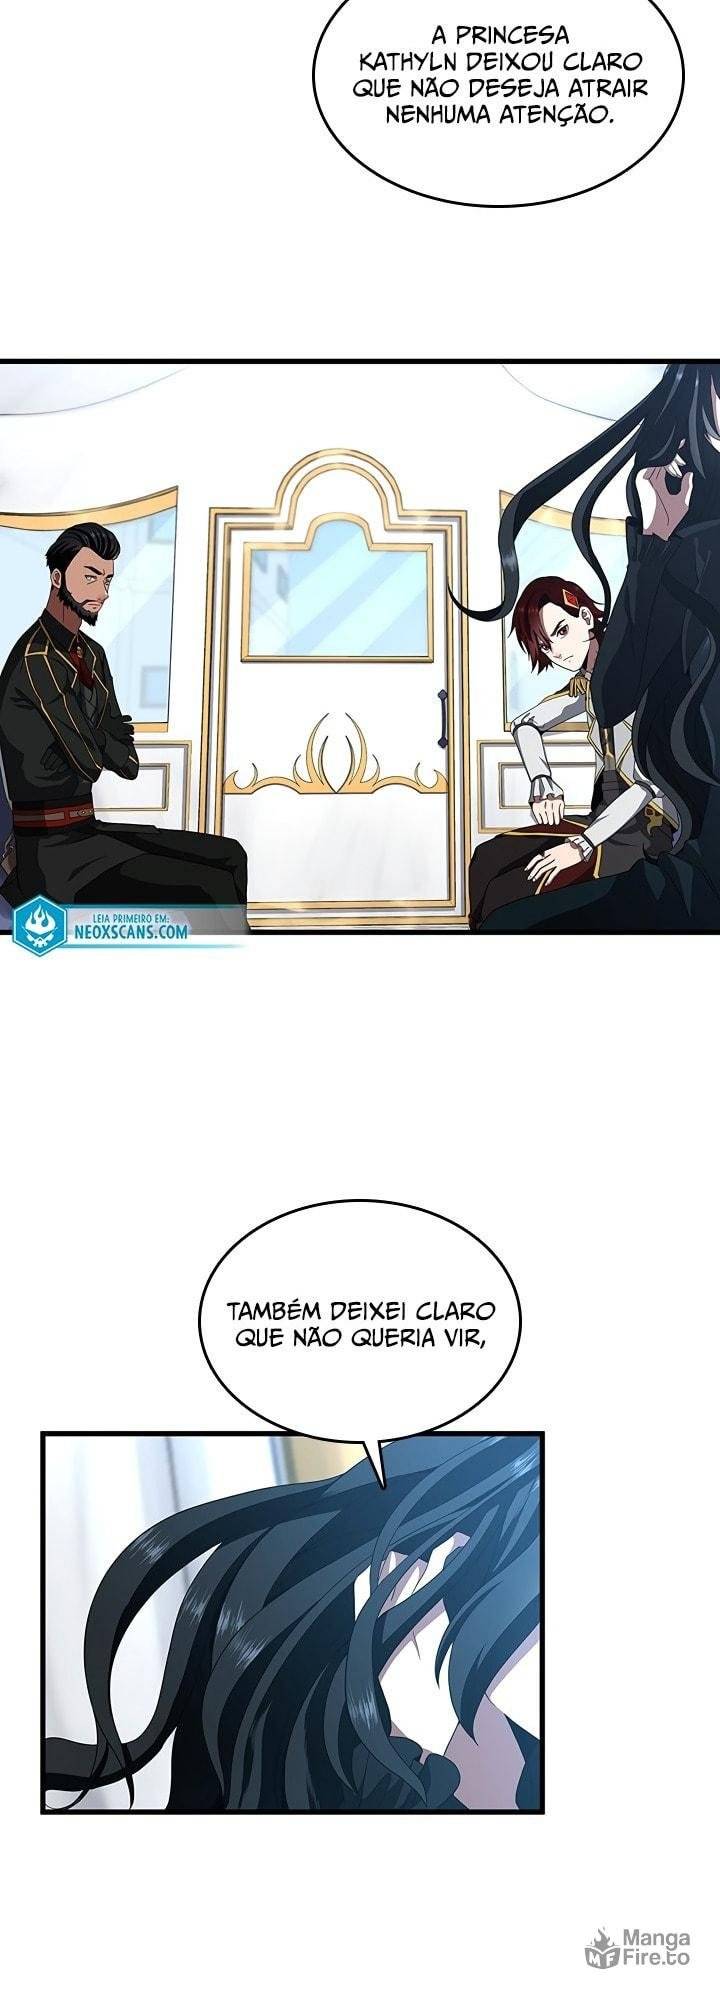 A PRINCESA
KATHYLN DEIXOU CLARO
QUE NÃO DESEJA ATRAIR
NENHUMA ATENÇÃO.
LEIA PRIMEIRO EM:
NEOXSCANS.COM
TAMBÉM DEIXEI CLARO
QUE NÃO QUERIA VIR,
Manga
MF Fire.to